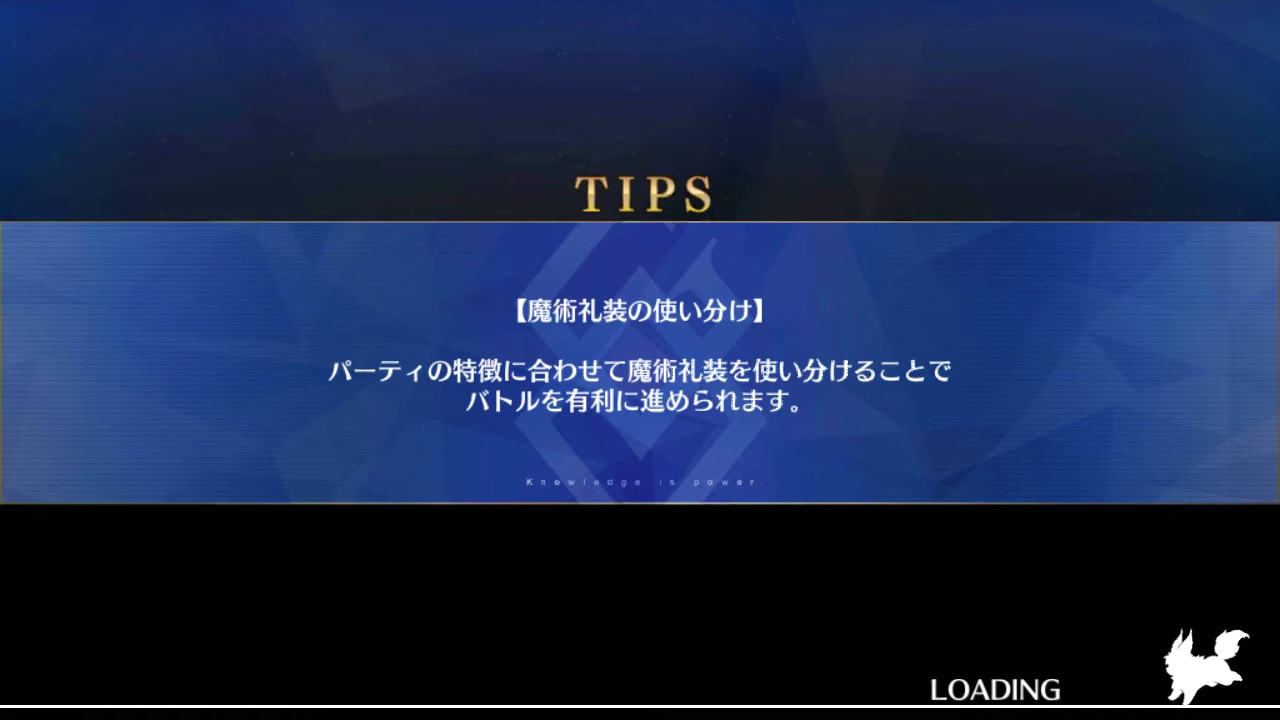 TIPS
【魔術礼装の使い分け】
パーティの特徴に合わせて魔術礼装を使い分けることで
バトルを有利に進められます。
Knowledge is power.
LOADING